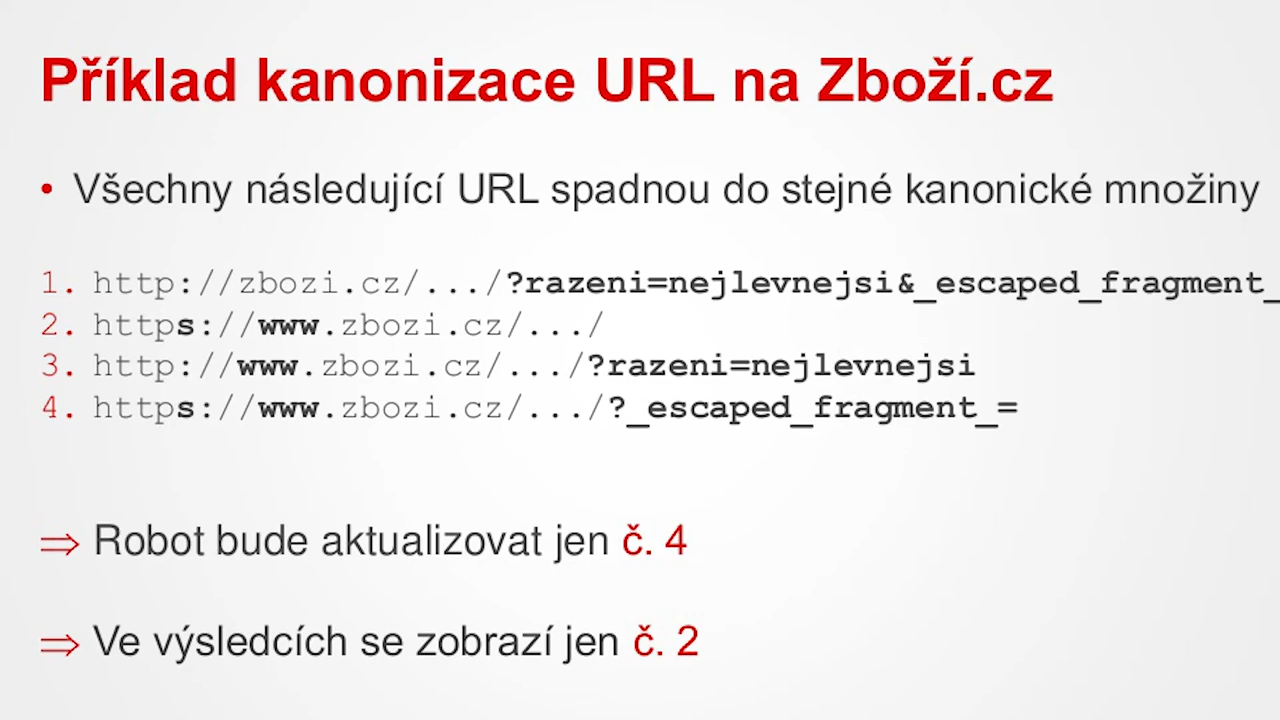 Příklad kanonizace URL na Zboží.cz
• Všechny následující URL spadnou do stejné kanonické množiny
1. http://zbozi.cz/.../?razeni=nejlevnejsi&_escaped_fragment_
2. https://www.zbozi.cz/.../
3. http://www.zbozi.cz/.../?razeni=nejlevnejsi
4. https://www.zbozi.cz/.../?_escaped_fragment_=
⇒ Robot bude aktualizovat jen č. 4
⇒ Ve výsledcích se zobrazí jen č. 2